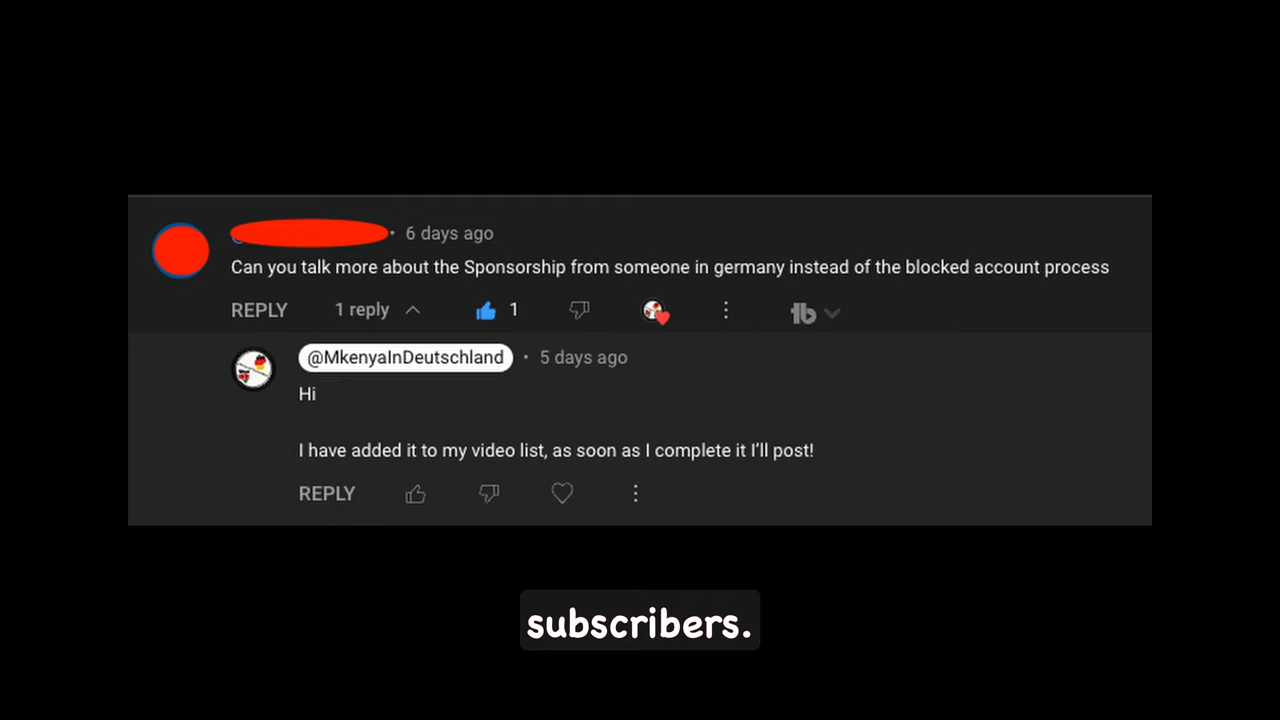 • 6 days ago
Can you talk more about the Sponsorship from someone in germany instead of the blocked account process
REPLY 1 reply 1
@MkenyaInDeutschland • 5 days ago
Hi
I have added it to my video list, as soon as I complete it I'll post!
REPLY
subscribers.